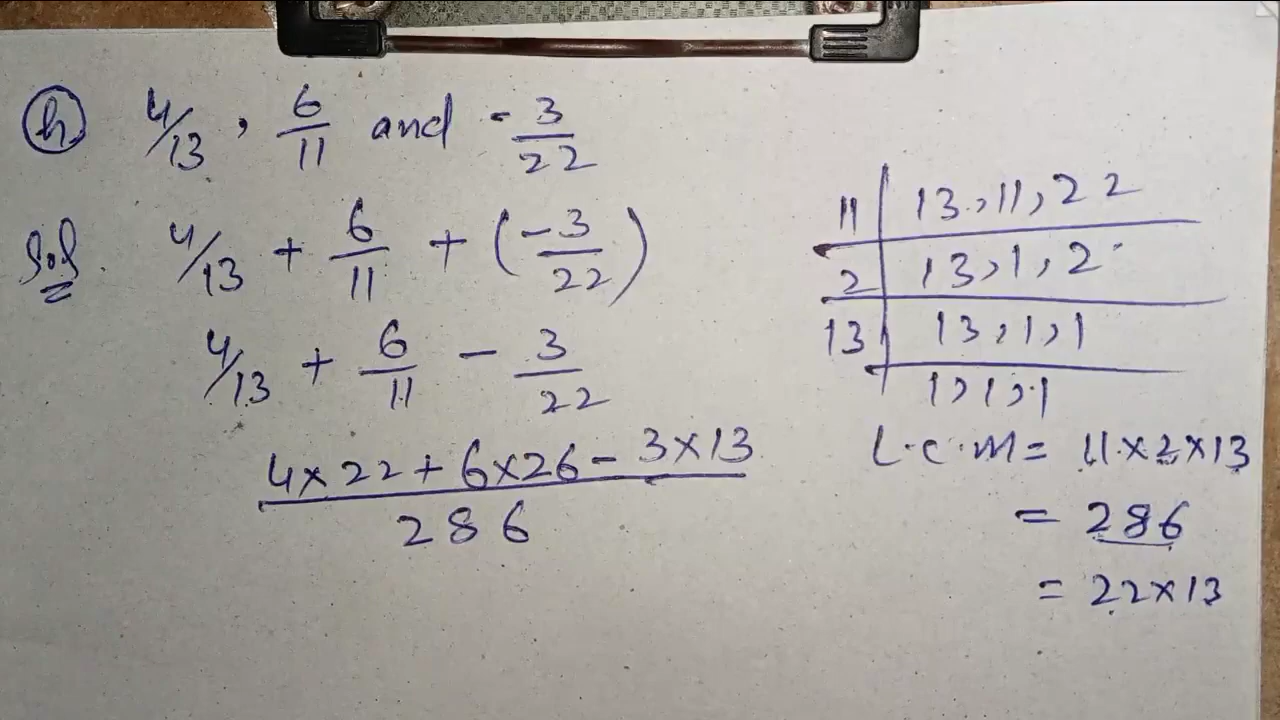 (h) 4/13, 6/11 and -3/22
Sol. 4/13 + 6/11 + (-3/22)
4/13 + 6/11 - 3/22
4×22+6×26-3×13
286
11 | 13, 11, 22
2 | 13, 1, 2
13 | 13, 1, 1
1, 1, 1
L.C.M = 11×2×13
= 286
= 22×13